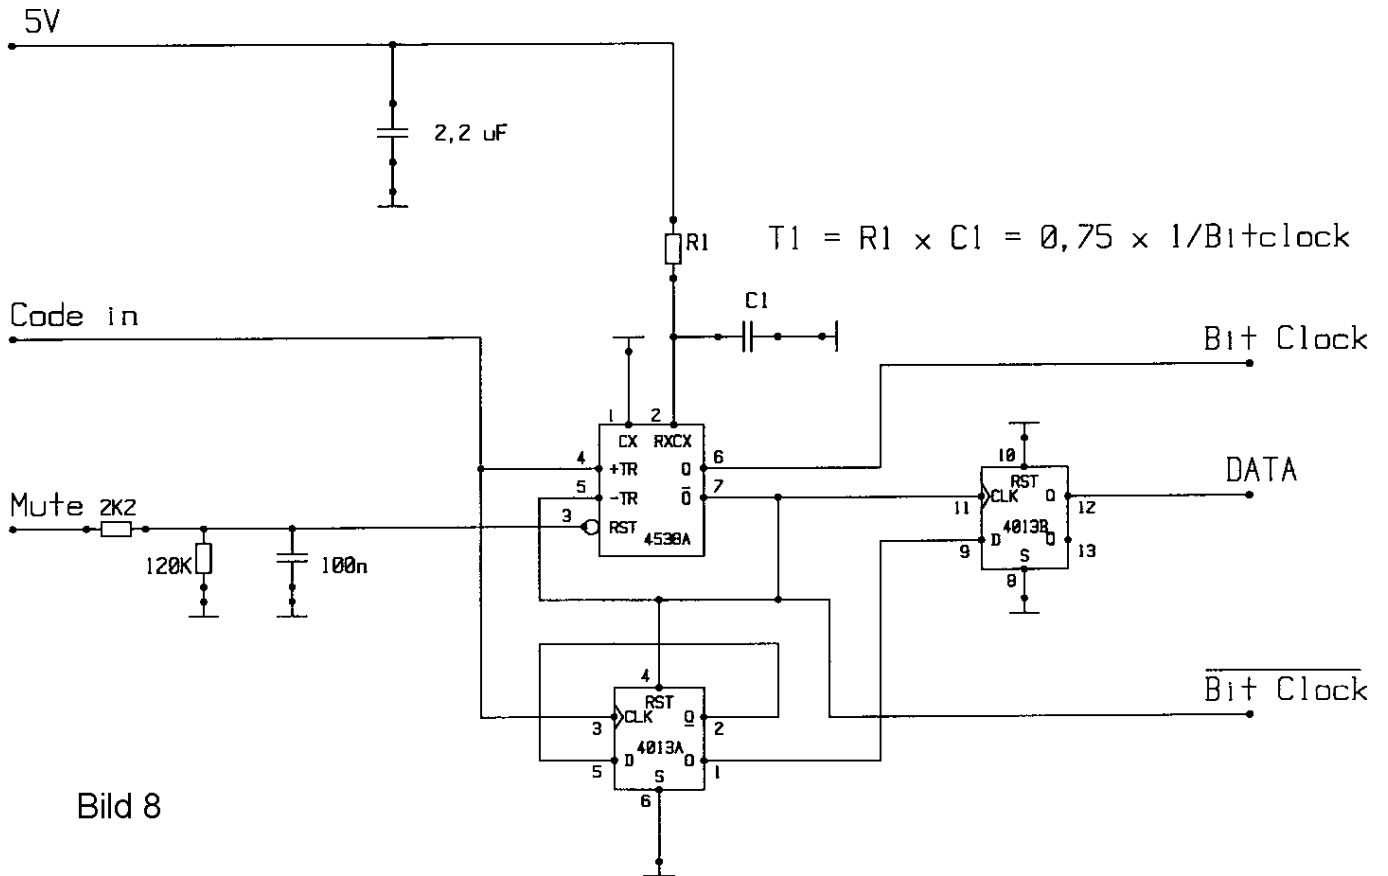 5V
2,2 uF
R1
T1 = R1 x C1 = 0,75 x 1/Bitclock
C1
Code in
Bit Clock
1 2
CX RXCX
4 +TR Q 6
5 -TR Q 7
3 RST
4538A
Mute 2K2
120K
100n
10
RST
11 CLK Q 12
4013B
9 D Q 13
S
8
DATA
4
RST
3 CLK Q 2
4013A
5 D Q 1
S
6
Bit Clock
Bild 8